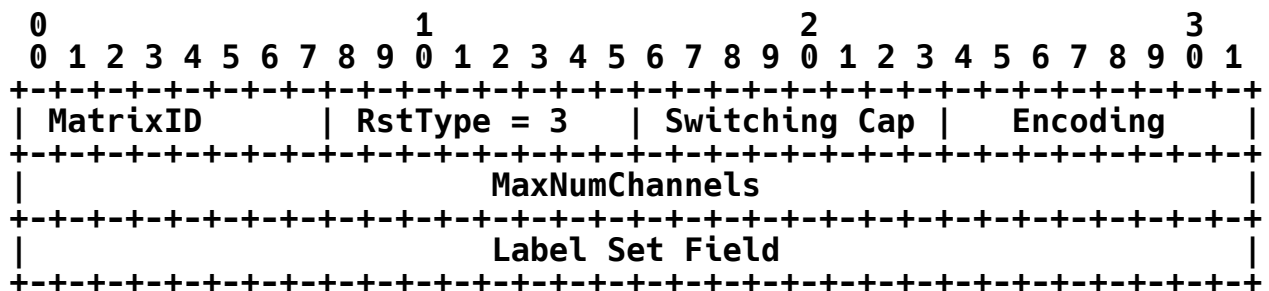 0                   1                   2                   3
 0 1 2 3 4 5 6 7 8 9 0 1 2 3 4 5 6 7 8 9 0 1 2 3 4 5 6 7 8 9 0 1
+-+-+-+-+-+-+-+-+-+-+-+-+-+-+-+-+-+-+-+-+-+-+-+-+-+-+-+-+-+-+-+-+
| MatrixID      | RstType = 3   | Switching Cap |   Encoding    |
+-+-+-+-+-+-+-+-+-+-+-+-+-+-+-+-+-+-+-+-+-+-+-+-+-+-+-+-+-+-+-+-+
|                        MaxNumChannels                         |
+-+-+-+-+-+-+-+-+-+-+-+-+-+-+-+-+-+-+-+-+-+-+-+-+-+-+-+-+-+-+-+-+
|                        Label Set Field                        |
+-+-+-+-+-+-+-+-+-+-+-+-+-+-+-+-+-+-+-+-+-+-+-+-+-+-+-+-+-+-+-+-+